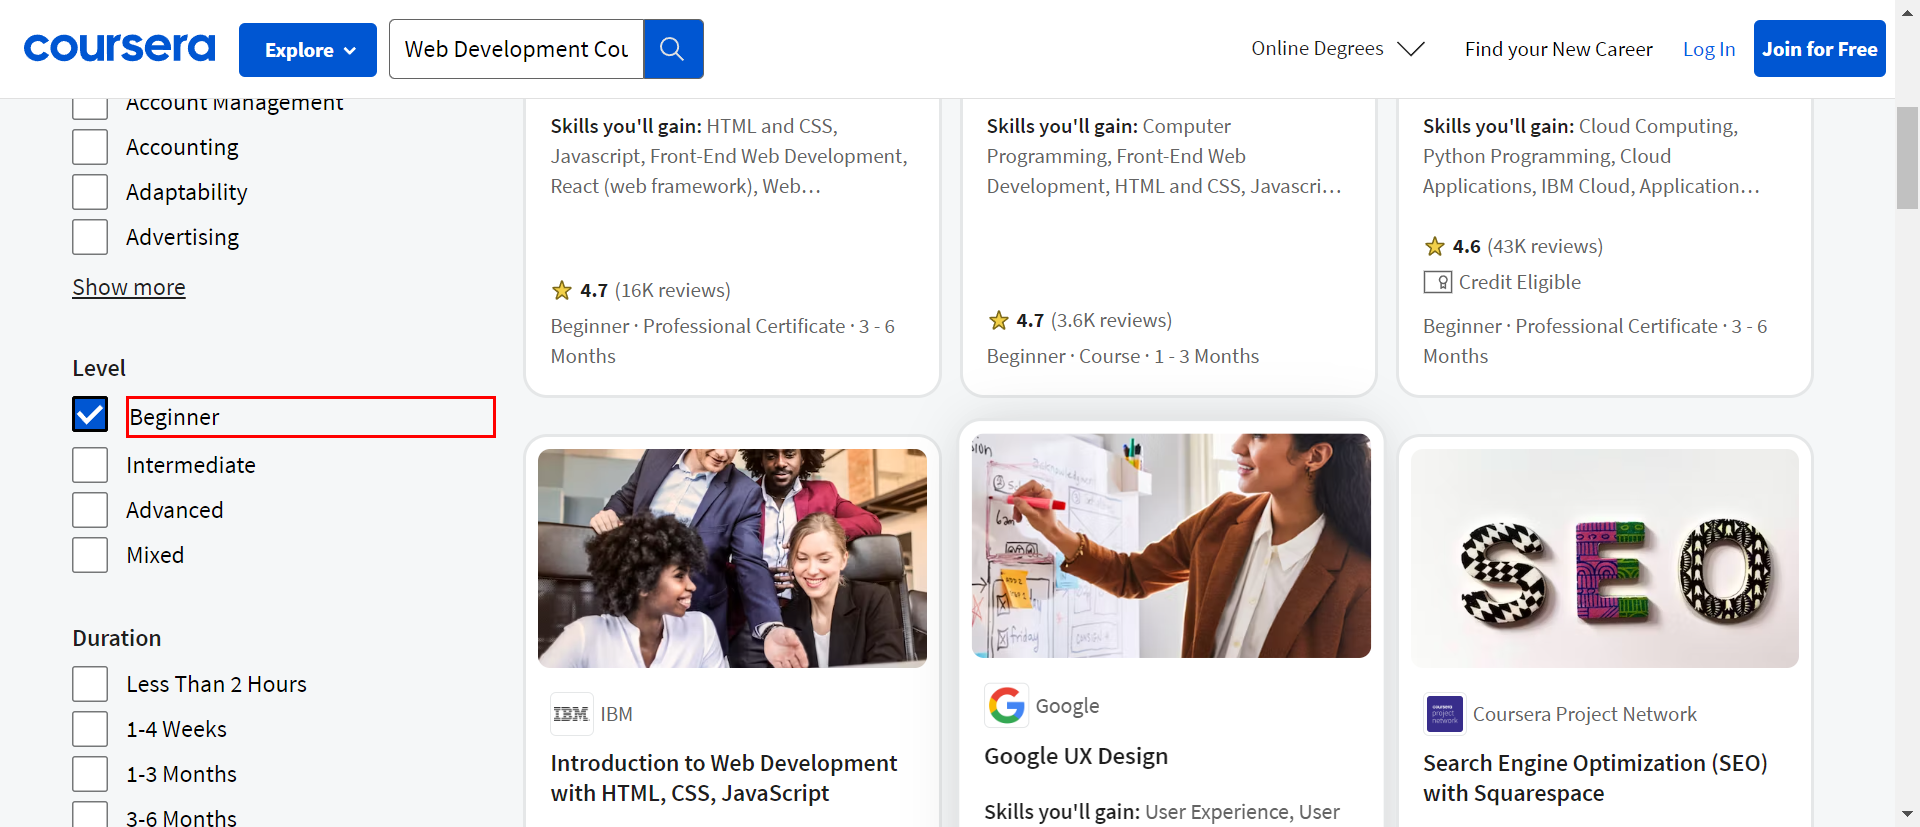 coursera
Explore
Web Development Cou
Online Degrees
Find your New Career
Log In
Join for Free
Account Management
Accounting
Adaptability
Advertising
Show more
Level
Beginner
Intermediate
Advanced
Mixed
Duration
Less Than 2 Hours
1-4 Weeks
1-3 Months
3-6 Months
Skills you'll gain: HTML and CSS,
Javascript, Front-End Web Development,
React (web framework), Web…
4.7 (16K reviews)
Beginner · Professional Certificate · 3 - 6
Months
Skills you'll gain: Computer
Programming, Front-End Web
Development, HTML and CSS, Javascri…
4.7 (3.6K reviews)
Beginner · Course · 1 - 3 Months
Skills you'll gain: Cloud Computing,
Python Programming, Cloud
Applications, IBM Cloud, Application…
4.6 (43K reviews)
Credit Eligible
Beginner · Professional Certificate · 3 - 6
Months
IBM
IBM
Introduction to Web Development
with HTML, CSS, JavaScript
friday
G
Google
Google UX Design
Skills you'll gain: User Experience, User
SEO
coursera
project
network
Coursera Project Network
Search Engine Optimization (SEO)
with Squarespace